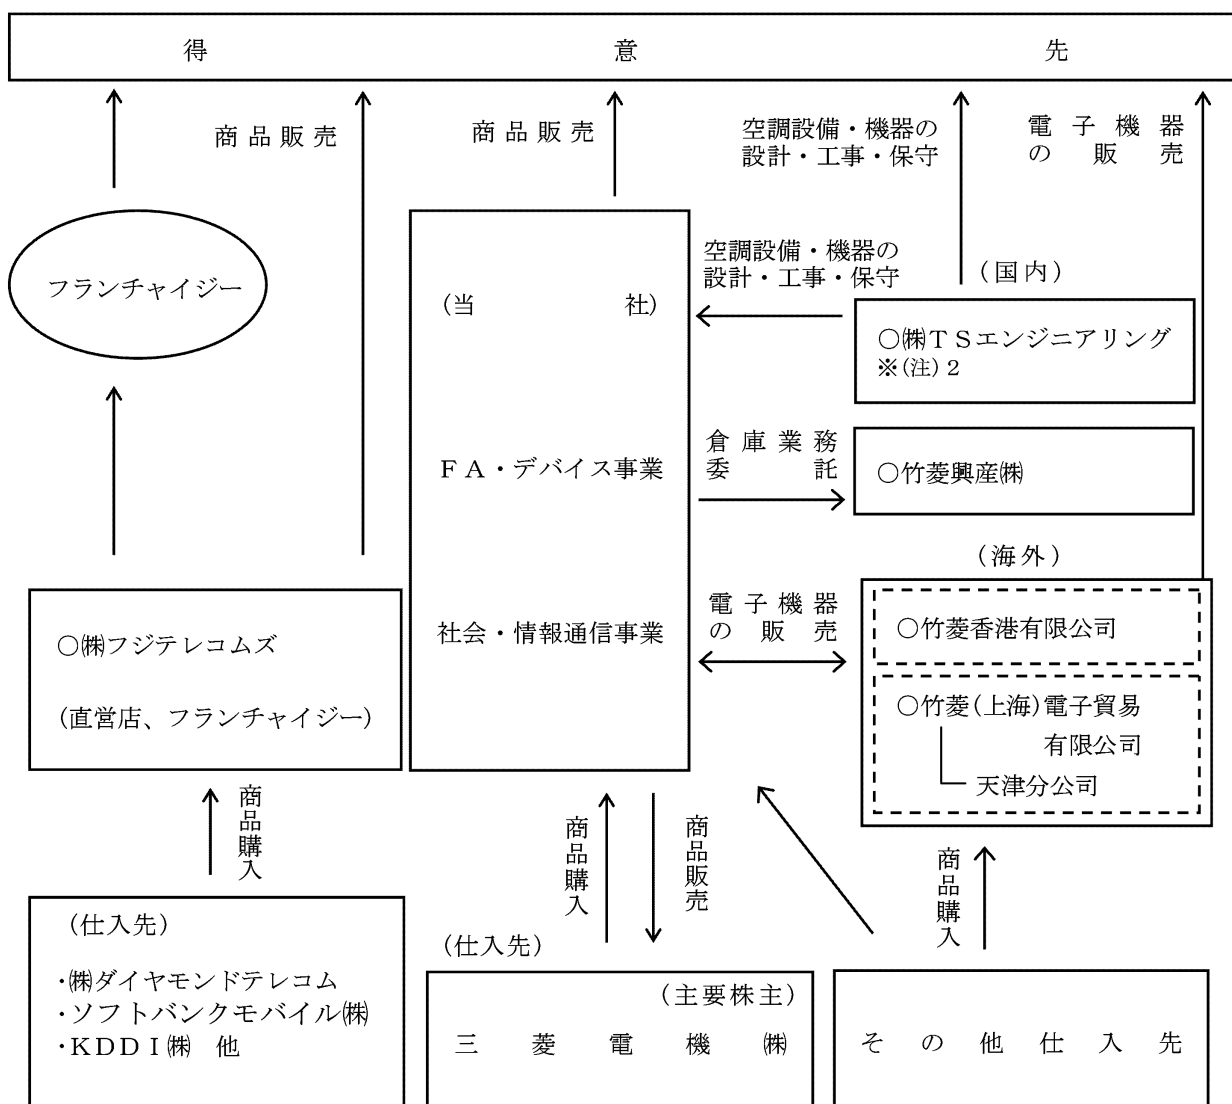 得意先
商品販売
商品販売
空調設備・機器の
設計・工事・保守
電子機器
の販売
フランチャイジー
(当社)
空調設備・機器の
設計・工事・保守
(国内)
○㈱ＴＳエンジニアリング
※(注)２
ＦＡ・デバイス事業
倉庫業務
委託
○竹菱興産㈱
(海外)
○㈱フジテレコムズ
(直営店、フランチャイジー)
社会・情報通信事業
電子機器
の販売
○竹菱香港有限公司
○竹菱(上海)電子貿易
有限公司
天津分公司
商品購入
商品購入
商品販売
商品購入
(仕入先)
・㈱ダイヤモンドテレコム
・ソフトバンクモバイル㈱
・ＫＤＤＩ㈱　他
(仕入先)
(主要株主)
三菱電機㈱
その他仕入先